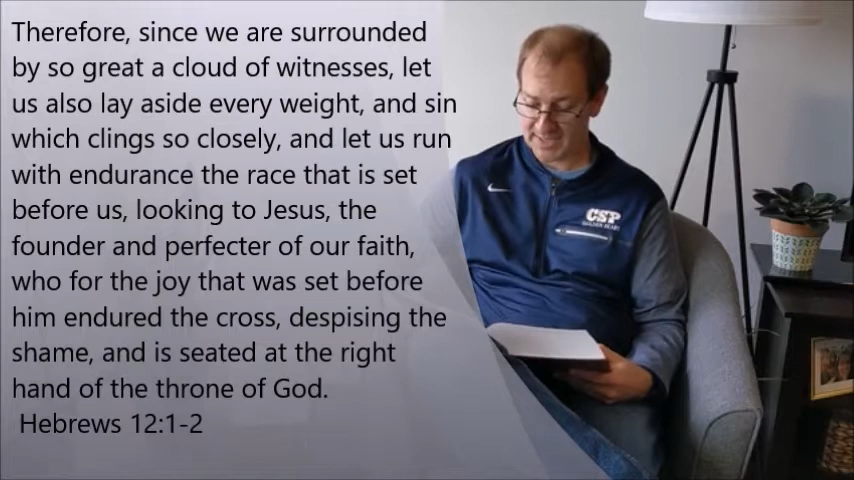 Therefore, since we are surrounded
by so great a cloud of witnesses, let
us also lay aside every weight, and sin
which clings so closely, and let us run
with endurance the race that is set
before us, looking to Jesus, the
founder and perfecter of our faith,
who for the joy that was set before
him endured the cross, despising the
shame, and is seated at the right
hand of the throne of God.
Hebrews 12:1-2
CSP
GOLDEN BEARS